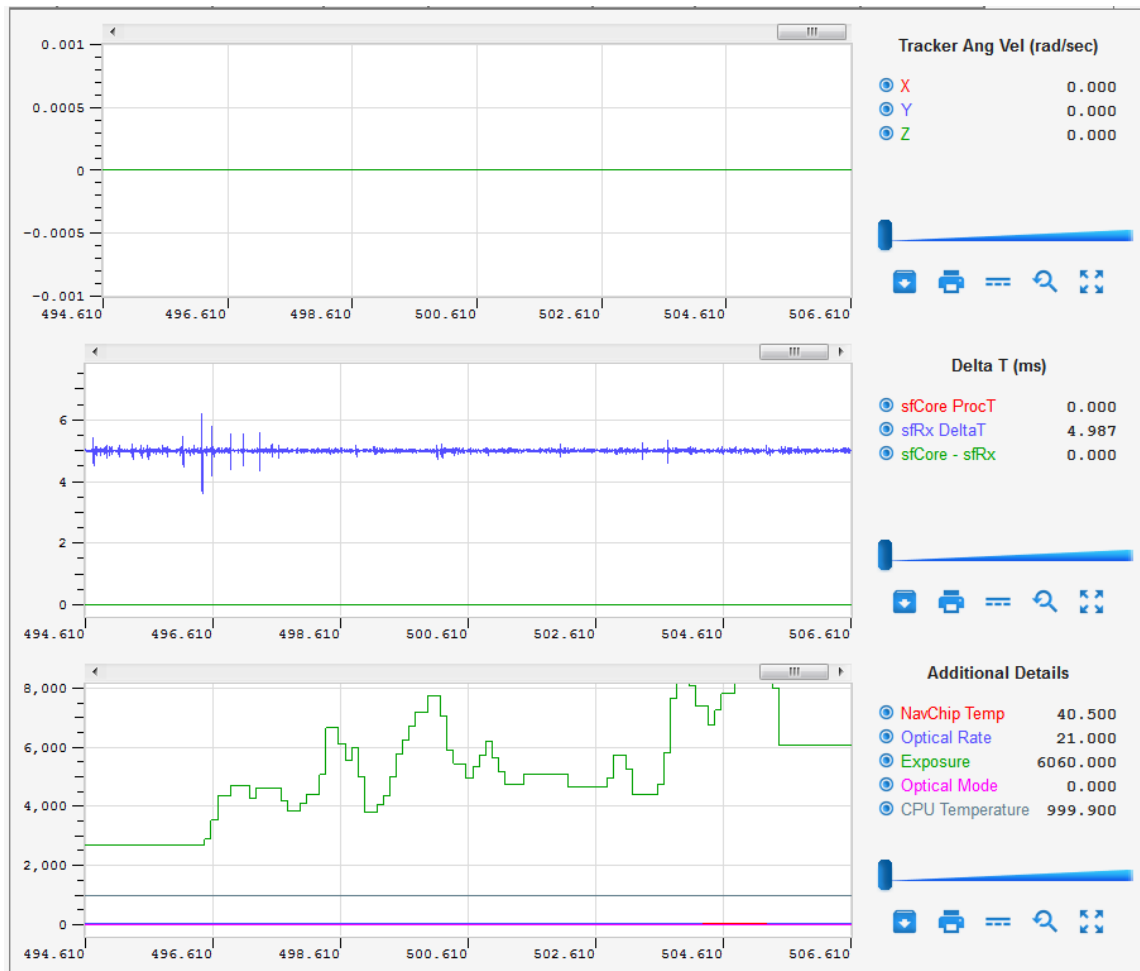 Tracker Ang Vel (rad/sec)
0.001
0.0005
0
-0.0005
-0.001
494.610 496.610 498.610 500.610 502.610 504.610 506.610
X 0.000
Y 0.000
Z 0.000
Delta T (ms)
6
4
2
0
494.610 496.610 498.610 500.610 502.610 504.610 506.610
sfCore ProcT 0.000
sfRx DeltaT 4.987
sfCore - sfRx 0.000
Additional Details
8,000
6,000
4,000
2,000
0
494.610 496.610 498.610 500.610 502.610 504.610 506.610
NavChip Temp 40.500
Optical Rate 21.000
Exposure 6060.000
Optical Mode 0.000
CPU Temperature 999.900